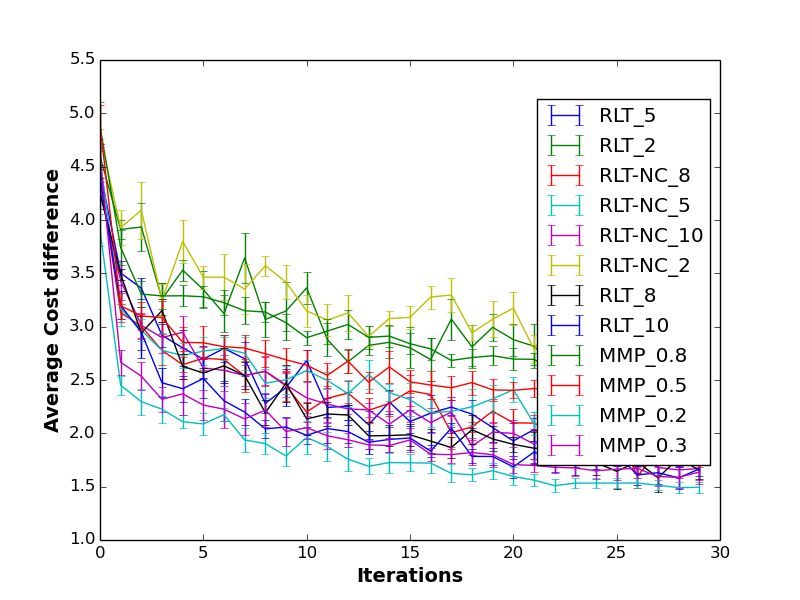 5.5
5.0
4.5
4.0
3.5
3.0
2.5
2.0
1.5
1.0
Average Cost difference
RLT_5
RLT_2
RLT-NC_8
RLT-NC_5
RLT-NC_10
RLT-NC_2
RLT_8
RLT_10
MMP_0.8
MMP_0.5
MMP_0.2
MMP_0.3
0 5 10 15 20 25 30
Iterations